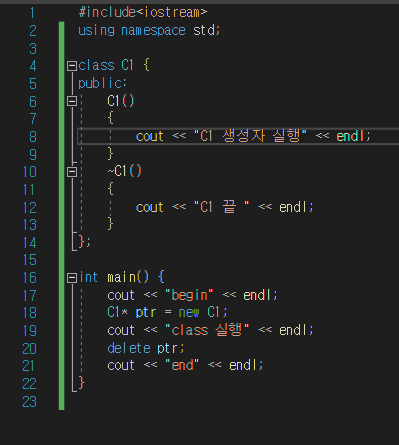 1 #include<iostream>
2 using namespace std;
3
4 class C1 {
5 public:
6 C1()
7 {
8 cout << "C1 생성자 실행" << endl;
9 }
10 ~C1()
11 {
12 cout << "C1 끝 " << endl;
13 }
14 };
15
16 int main() {
17 cout << "begin" << endl;
18 C1* ptr = new C1;
19 cout << "class 실행" << endl;
20 delete ptr;
21 cout << "end" << endl;
22 }
23